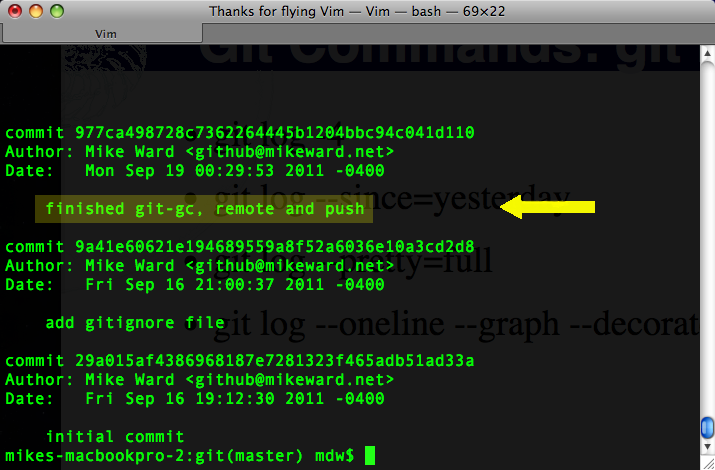 Thanks for flying Vim — Vim — bash — 69×22
Vim
Git Commands: git
commit 977ca498728c7362264445b1204bbc94c041d110
Author: Mike Ward <github@mikeward.net>
Date:   Mon Sep 19 00:29:53 2011 -0400
git log --since=yesterday
finished git-gc, remote and push
commit 9a41e60621e194689559a8f52a6036e10a3cd2d8
Author: Mike Ward <github@mikeward.net>
git log --pretty=full
Date:   Fri Sep 16 21:00:37 2011 -0400
add gitignore file
git log --oneline --graph --decorat
commit 29a015af4386968187e7281323f465adb51ad33a
Author: Mike Ward <github@mikeward.net>
Date:   Fri Sep 16 19:12:30 2011 -0400
initial commit
mikes-macbookpro-2:git(master) mdw$